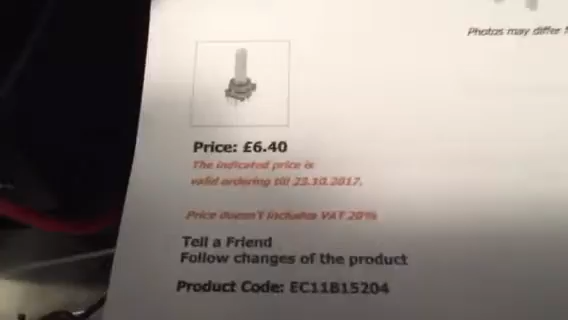 Photos may differ f
Price: £6.40
The indicated price is
valid ordering till 23.10.2017.
Price doesn't includes VAT 20%
Tell a Friend
Follow changes of the product
Product Code: EC11B15204